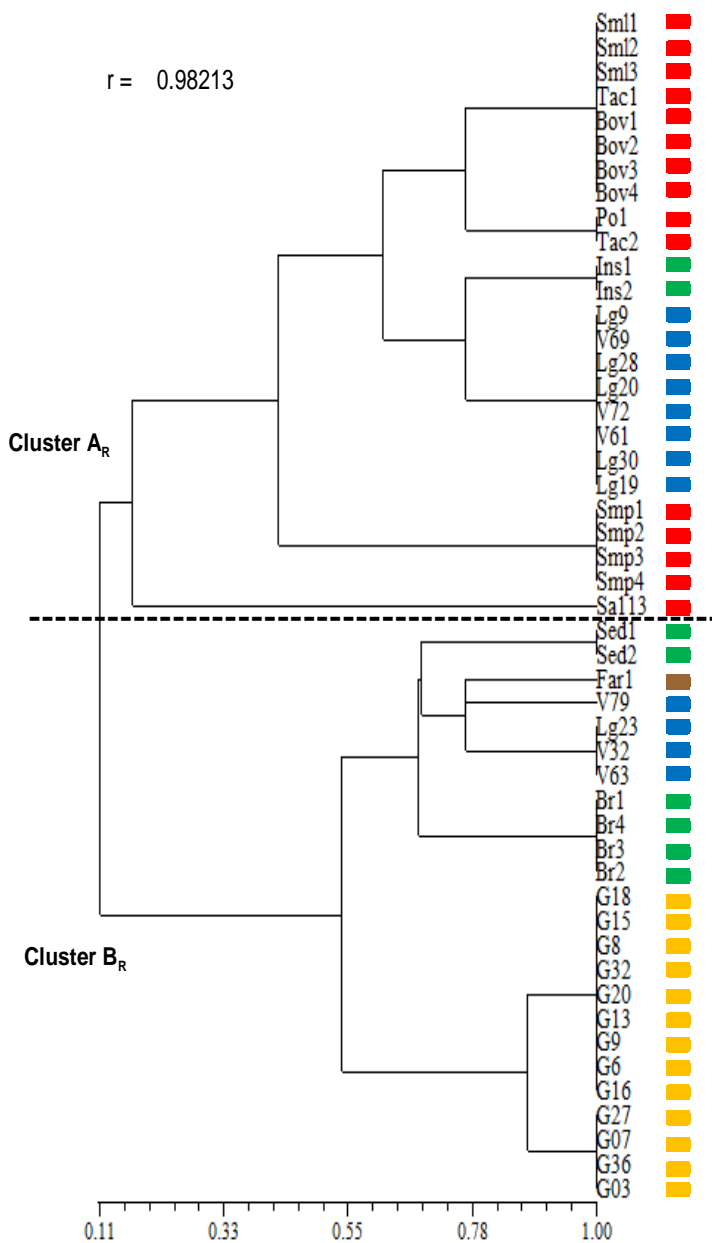 Sml1
Sml2
r = 0.98213
Sml3
Tac1
Bov1
Bov2
Bov3
Bov4
Po1
Tac2
Ins1
Ins2
Lg9
V69
Lg28
Lg20
V72
V61
Cluster AR
Lg30
Lg19
Smp1
Smp2
Smp3
Smp4
Sa113
Sed1
Sed2
Far1
V79
Lg23
V32
V63
Br1
Br4
Br3
Br2
G18
G15
G8
Cluster BR
G32
G20
G13
G9
G6
G16
G27
G07
G36
G03
0.11 0.33 0.55 0.78 1.00